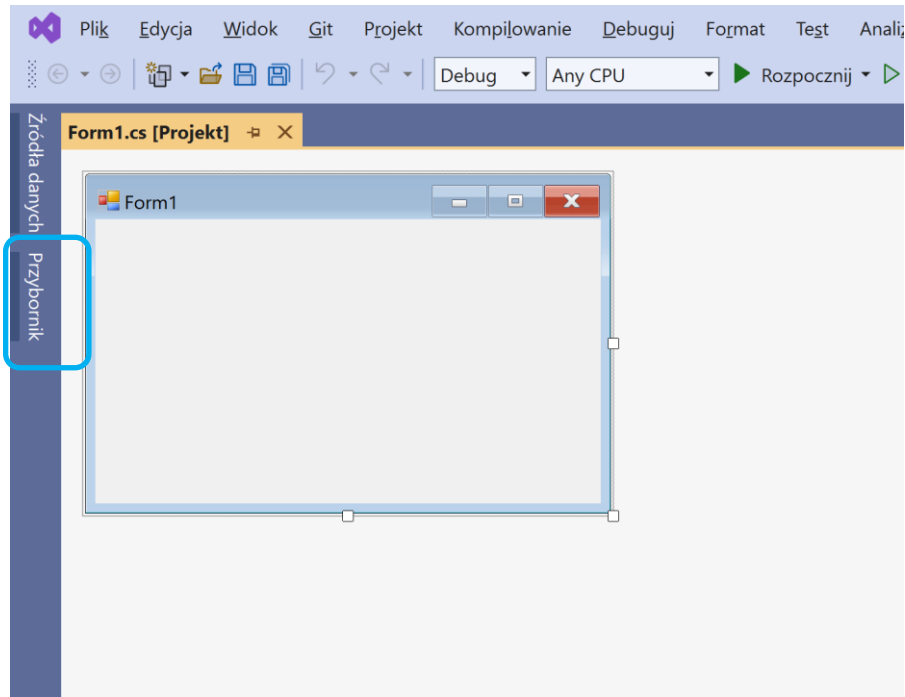 Plik Edycja Widok Git Projekt Kompilowanie Debuguj Format Test Analiz
Debug Any CPU Rozpocznij
Źródła danych
Przybornik
Form1.cs [Projekt]
Form1